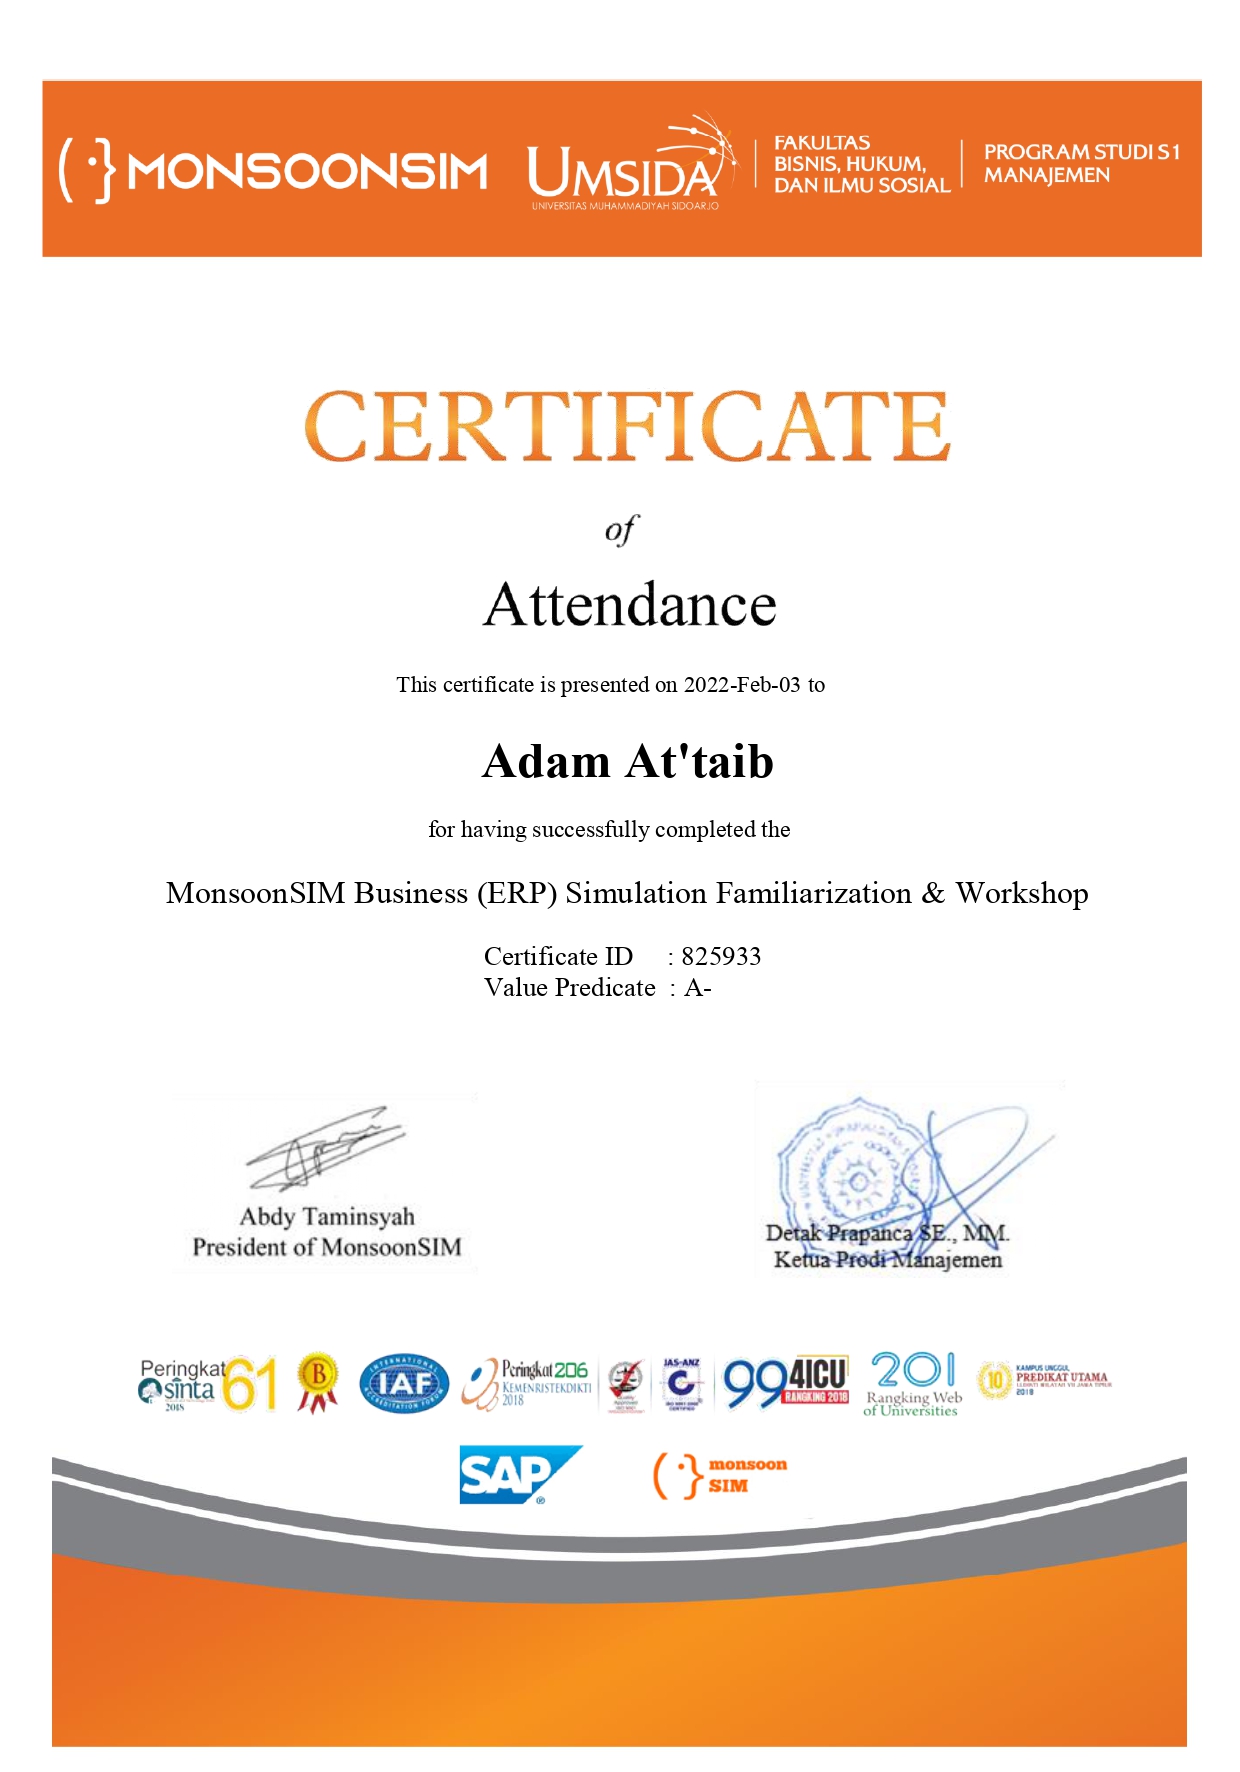 MONSOONSIM
UMSIDA
UNIVERSITAS MUHAMMADIYAH SIDOARJO
FAKULTAS
BISNIS, HUKUM,
DAN ILMU SOSIAL
PROGRAM STUDI S1
MANAJEMEN
CERTIFICATE
of
Attendance
This certificate is presented on 2022-Feb-03 to
Adam At'taib
for having successfully completed the
MonsoonSIM Business (ERP) Simulation Familiarization & Workshop
Certificate ID : 825933
Value Predicate : A-
Abdy Taminsyah
President of MonsoonSIM
Detak Prapanca SE., MM.
Ketua Prodi Manajemen
Peringkat 61
sinta
2018
B
INTERNATIONAL
IAF
ACCREDITATION FORUM
Peringkat 206
KEMENRISTEKDIKTI
2018
JAS-ANZ
C
99 4ICU
RANGKING 2018
201
Rangking Web
of Universities
10
KAMPUS UNGGUL
PREDIKAT UTAMA
2018
SAP
monsoon
SIM